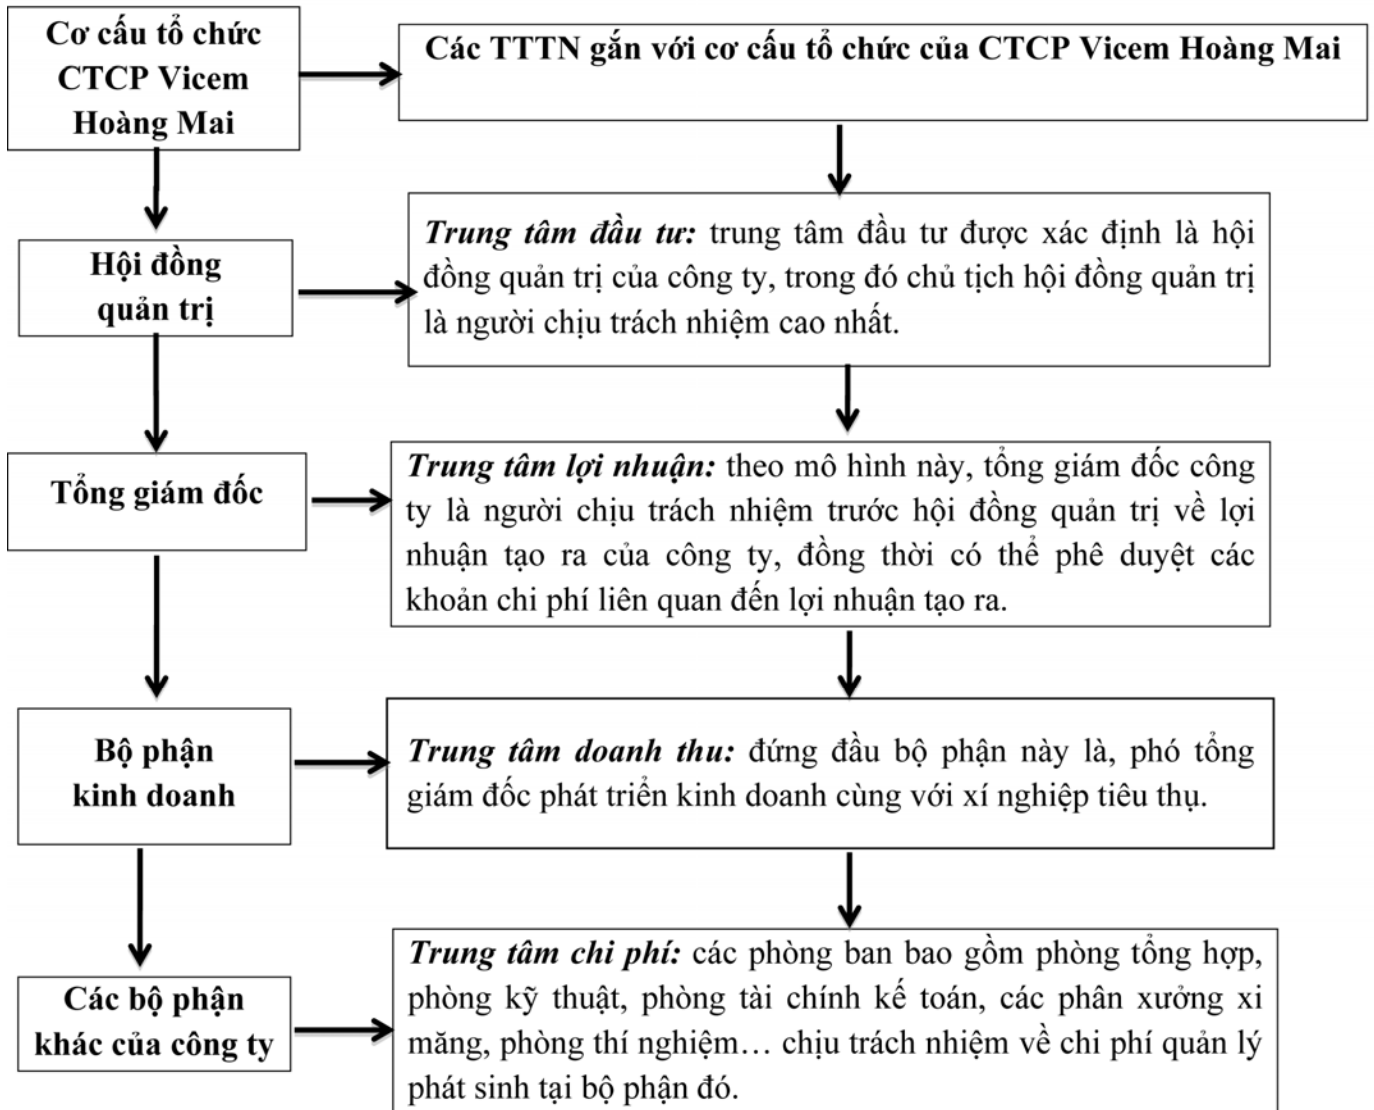 Cơ cấu tổ chức
CTCP Vicem
Hoàng Mai
Các TTTN gắn với cơ cấu tổ chức của CTCP Vicem Hoàng Mai
Hội đồng
quản trị
Trung tâm đầu tư: trung tâm đầu tư được xác định là hội
đồng quản trị của công ty, trong đó chủ tịch hội đồng quản trị
là người chịu trách nhiệm cao nhất.
Tổng giám đốc
Trung tâm lợi nhuận: theo mô hình này, tổng giám đốc công
ty là người chịu trách nhiệm trước hội đồng quản trị về lợi
nhuận tạo ra của công ty, đồng thời có thể phê duyệt các
khoản chi phí liên quan đến lợi nhuận tạo ra.
Bộ phận
kinh doanh
Trung tâm doanh thu: đứng đầu bộ phận này là, phó tổng
giám đốc phát triển kinh doanh cùng với xí nghiệp tiêu thụ.
Các bộ phận
khác của công ty
Trung tâm chi phí: các phòng ban bao gồm phòng tổng hợp,
phòng kỹ thuật, phòng tài chính kế toán, các phân xưởng xi
măng, phòng thí nghiệm… chịu trách nhiệm về chi phí quản lý
phát sinh tại bộ phận đó.